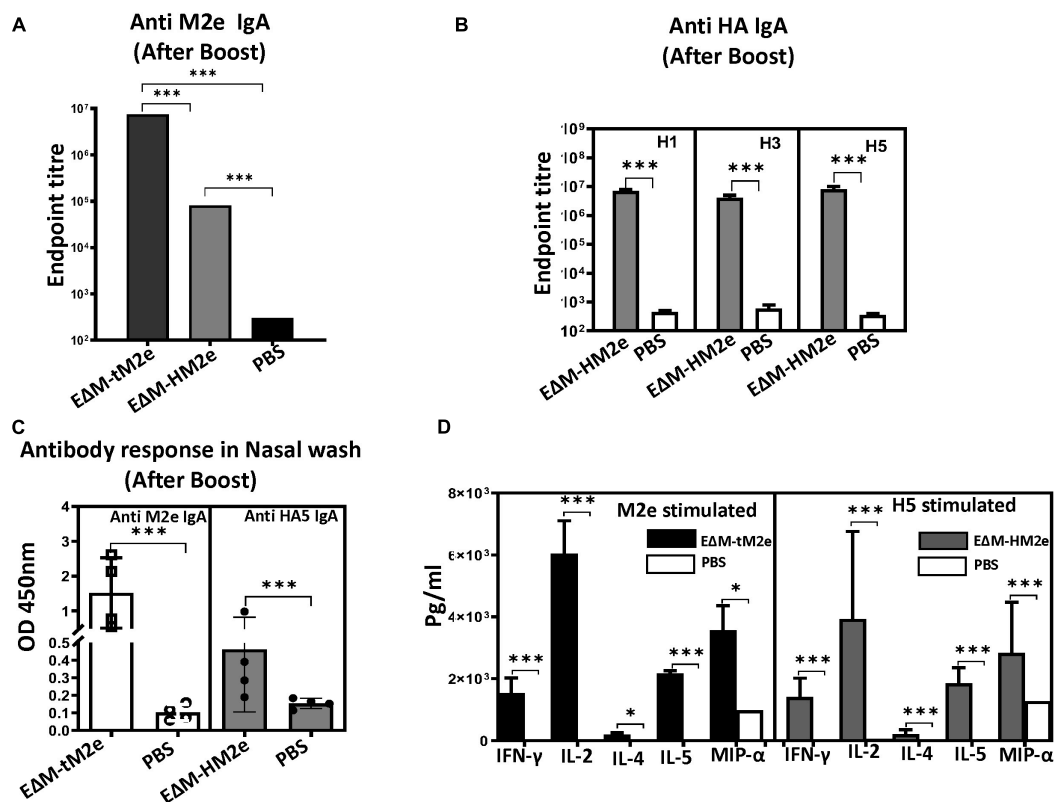 A
Anti M2e IgA
(After Boost)
***
***
***
10⁷
10⁶
10⁵
10⁴
10³
10²
Endpoint titre
EΔM-tM2e
EΔM-HM2e
PBS
B
Anti HA IgA
(After Boost)
10⁹
10⁸
10⁷
10⁶
10⁵
10⁴
10³
10²
Endpoint titre
H1
H3
H5
***
***
***
EΔM-HM2e
PBS
EΔM-HM2e
PBS
EΔM-HM2e
PBS
C
Antibody response in Nasal wash
(After Boost)
4
3
2
1
0.5
0.4
0.3
0.2
0.1
0.0
OD 450nm
Anti M2e IgA
Anti HA5 IgA
***
***
EΔM-tM2e
PBS
EΔM-HM2e
PBS
D
8×10³
6×10³
4×10³
2×10³
0
Pg/ml
M2e stimulated
EΔM-tM2e
PBS
***
***
*
***
*
IFN-γ
IL-2
IL-4
IL-5
MIP-α
H5 stimulated
EΔM-HM2e
PBS
***
***
***
***
***
IFN-γ
IL-2
IL-4
IL-5
MIP-α